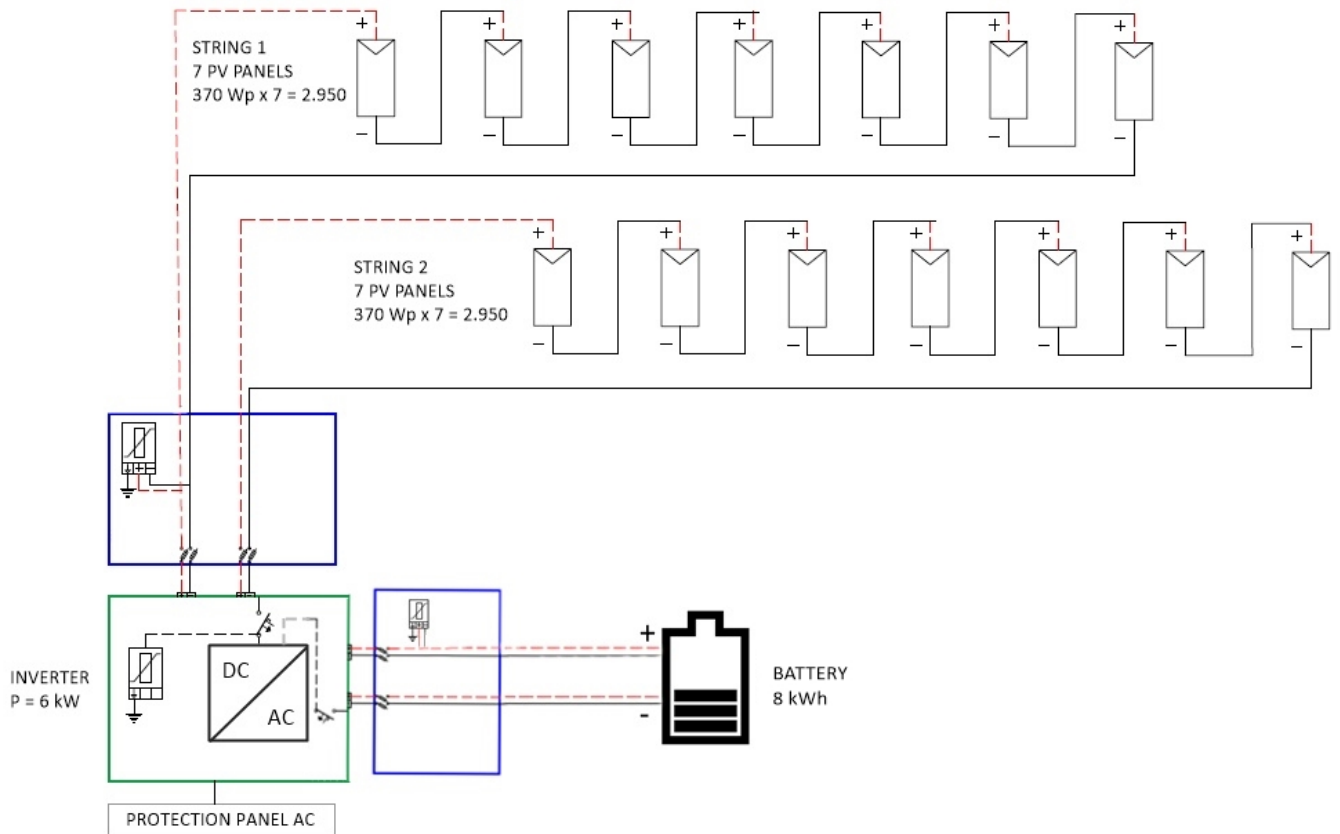 STRING 1
7 PV PANELS
370 Wp x 7 = 2.950
+ + + + + + +
− − − − − − −
STRING 2
7 PV PANELS
370 Wp x 7 = 2.950
+ + + + + + +
− − − − − − −
INVERTER
P = 6 kW
DC
AC
+
-
BATTERY
8 kWh
PROTECTION PANEL AC